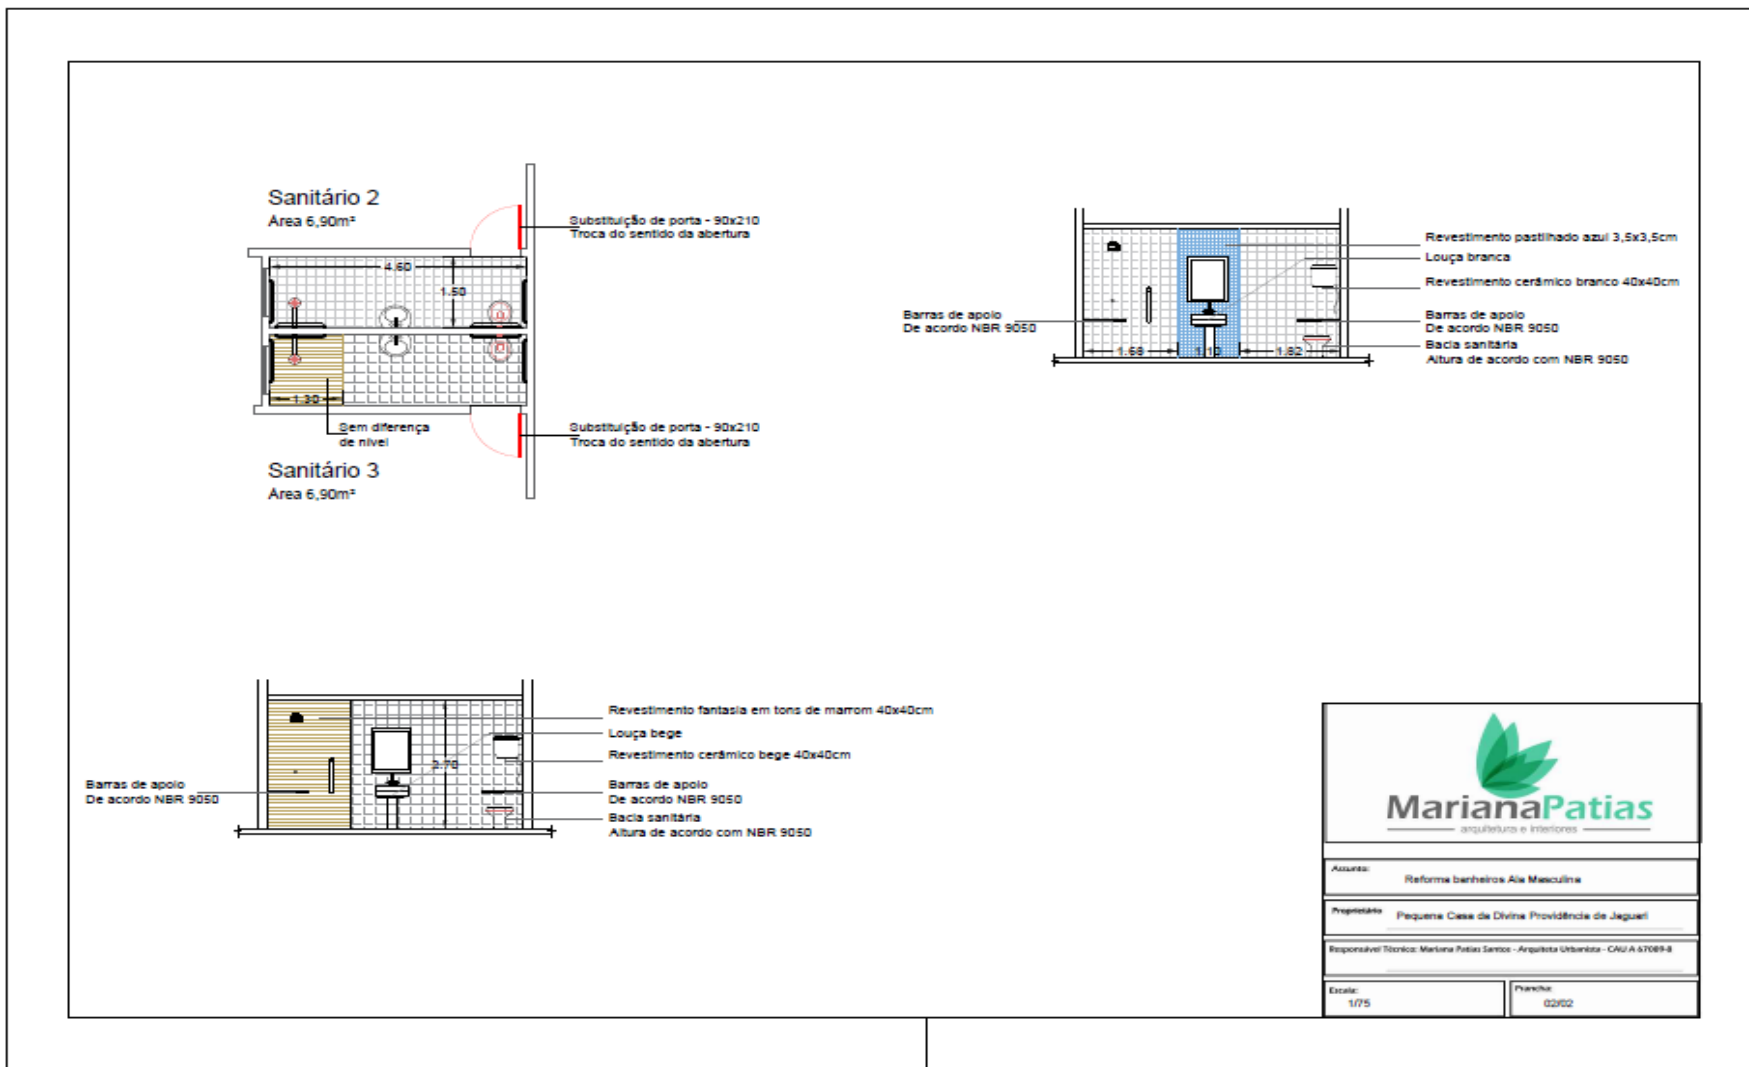 Sanitário 2
Área 6,90m²
Substituição de porta - 90x210
Troca do sentido da abertura
4.60
1.50
1.30
Sem diferença
de nível
Substituição de porta - 90x210
Troca do sentido da abertura
Sanitário 3
Área 6,90m²
Revestimento pastilhado azul 3,5x3,5cm
Louça branca
Revestimento cerâmico branco 40x40cm
Barras de apoio
De acordo NBR 9050
Barras de apoio
De acordo NBR 9050
Bacia sanitária
Altura de acordo com NBR 9050
1.68
1.10
1.82
Revestimento fantasia em tons de marrom 40x40cm
Louça bege
Revestimento cerâmico bege 40x40cm
2.70
Barras de apoio
De acordo NBR 9050
Barras de apoio
De acordo NBR 9050
Bacia sanitária
Altura de acordo com NBR 9050
MarianaPatias
arquitetura e interiores
Assunto:
Reforma banheiros Ala Masculina
Proprietário
Pequena Casa da Divina Providência de Jaguari
Responsável Técnico: Mariana Patias Santos - Arquiteta Urbanista - CAU A 67089-8
Escala:
1/75
Prancha:
02/02